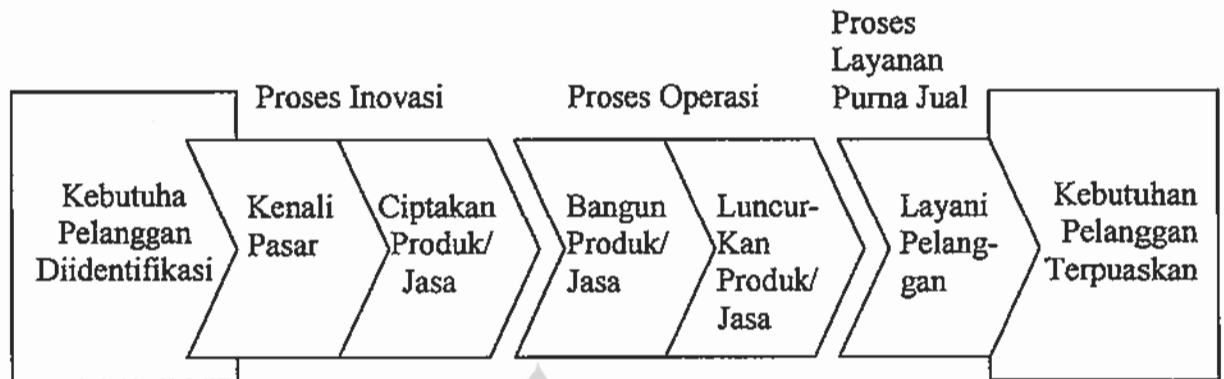 Proses
Layanan
Purna Jual
Proses Inovasi
Proses Operasi
Kebutuha
Pelanggan
Diidentifikasi
Kenali
Pasar
Ciptakan
Produk/
Jasa
Bangun
Produk/
Jasa
Luncur-
Kan
Produk/
Jasa
Layani
Pelang-
gan
Kebutuhan
Pelanggan
Terpuaskan